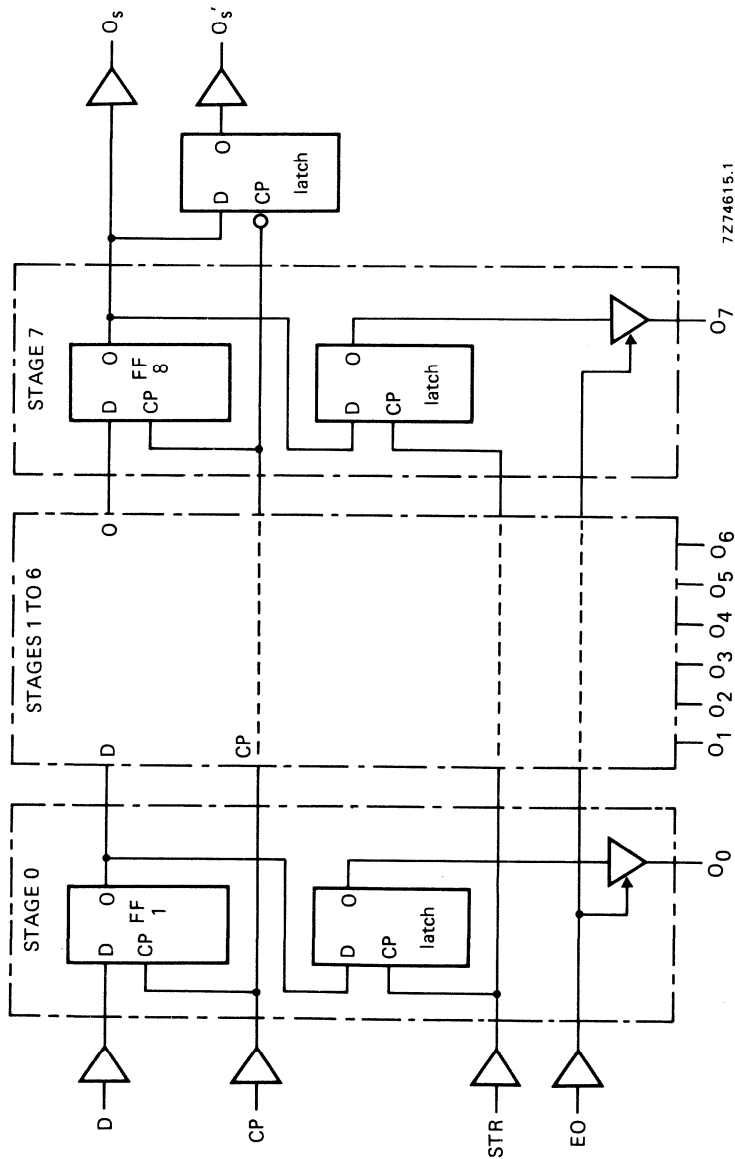 STAGE 0
STAGES 1 TO 6
STAGE 7
D
CP
STR
EO
D
O
FF
1
CP
D
O
CP
latch
D
O
CP
D
O
FF
8
CP
D
O
CP
latch
D
O
CP
latch
Os
Os'
O0
O1
O2
O3
O4
O5
O6
O7
7Z74615.1